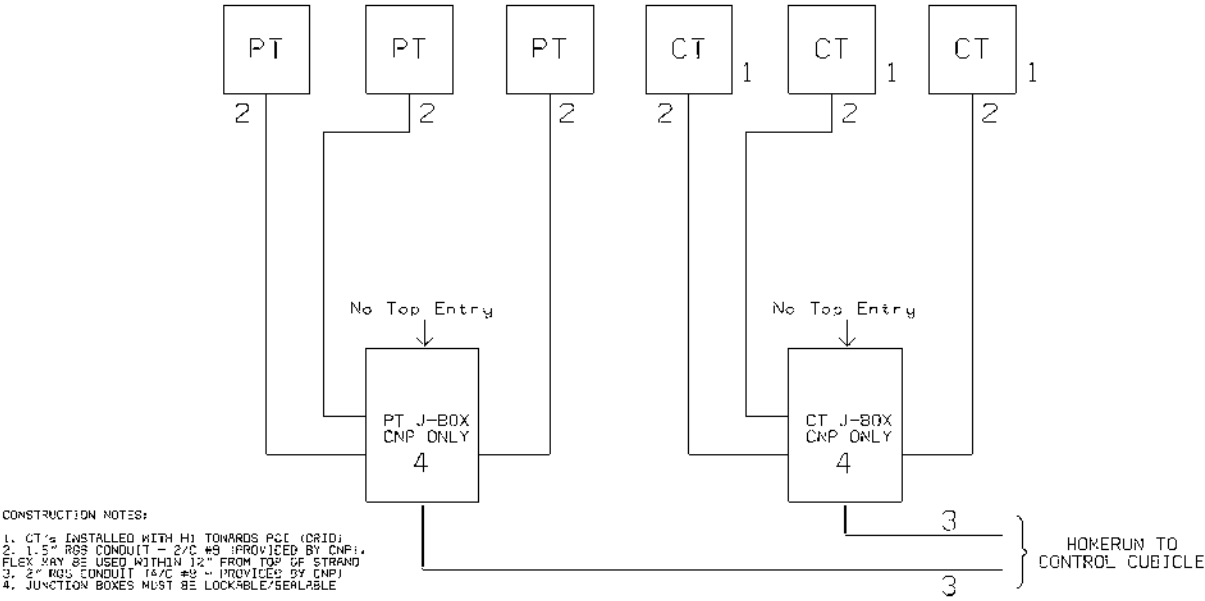 PT
PT
PT
CT
CT
CT
1
1
1
2
2
2
2
2
2
No Top Entry
No Top Entry
PT J-BOX
CNP ONLY
4
CT J-BOX
CNP ONLY
4
3
3
HOMERUN TO
CONTROL CUBICLE
CONSTRUCTION NOTES:
1. CT's INSTALLED WITH H1 TOWARDS
2. 1.5" RGS CONDUIT - 2/C #9 (PROVIDED BY CNP).
FLEX MAY BE USED WITHIN 12" FROM TOP OF STRAND
3. 2" RGS CONDUIT #9 - PROVIDED BY CNP)
4. JUNCTION BOXES MUST BE LOCKABLE/SEALABLE